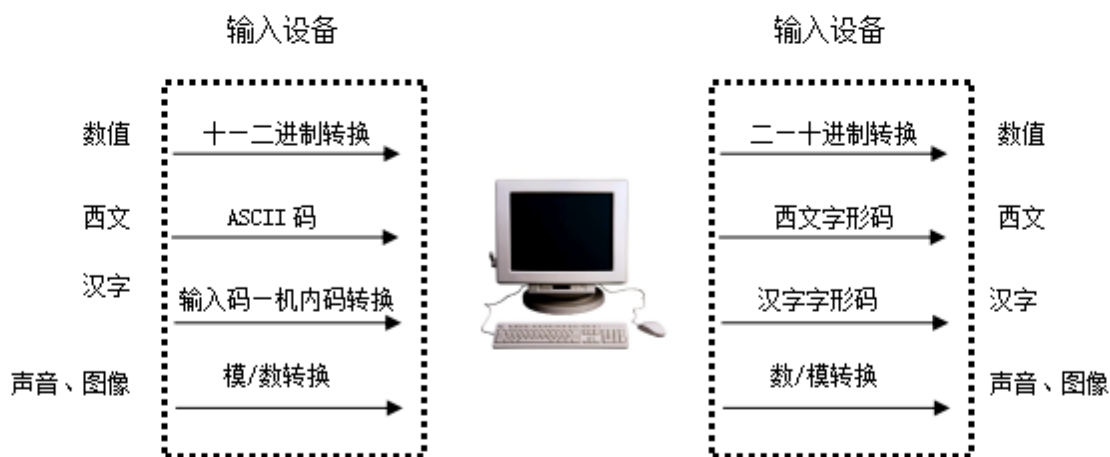 输入设备
数值
十一二进制转换
西文
ASCII 码
汉字
输入码一机内码转换
声音、图像
模/数转换
输入设备
二一十进制转换
数值
西文字形码
西文
汉字字形码
汉字
数/模转换
声音、图像